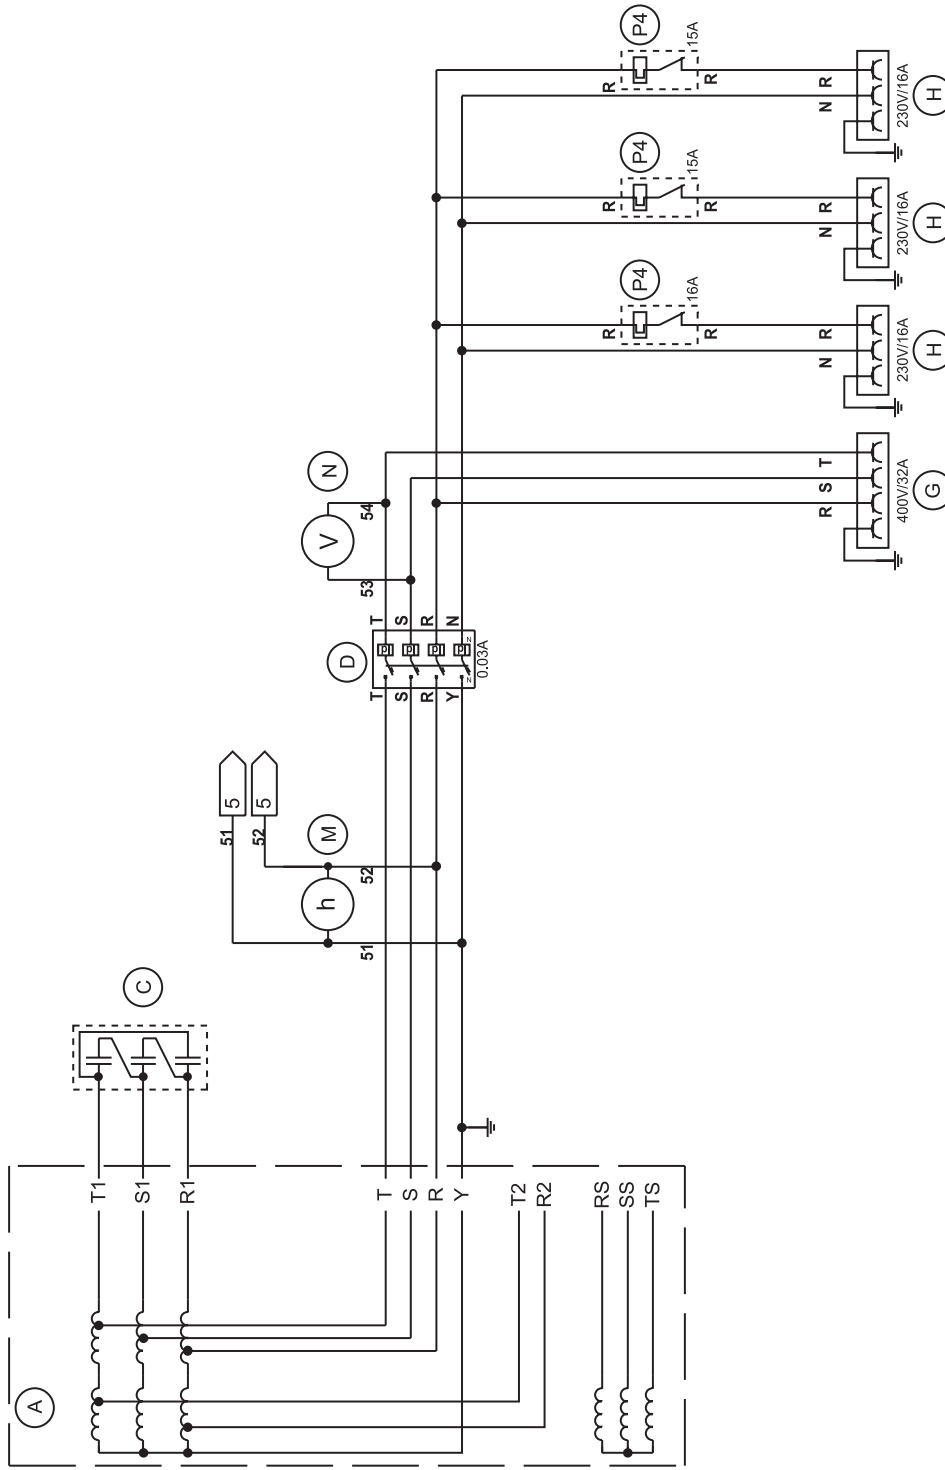 P4
15A
R
R
R
N
230V/16A
H
P4
15A
R
R
R
N
230V/16A
H
P4
16A
R
R
R
N
230V/16A
H
N
54
V
53
T
S
R
400V/32A
G
D
T
S
R
N
P
P
P
P
N
N
0.03A
T
S
R
Y
5
5
51
52
M
52
h
51
C
T1
S1
R1
T
S
R
Y
T2
R2
RS
SS
TS
A